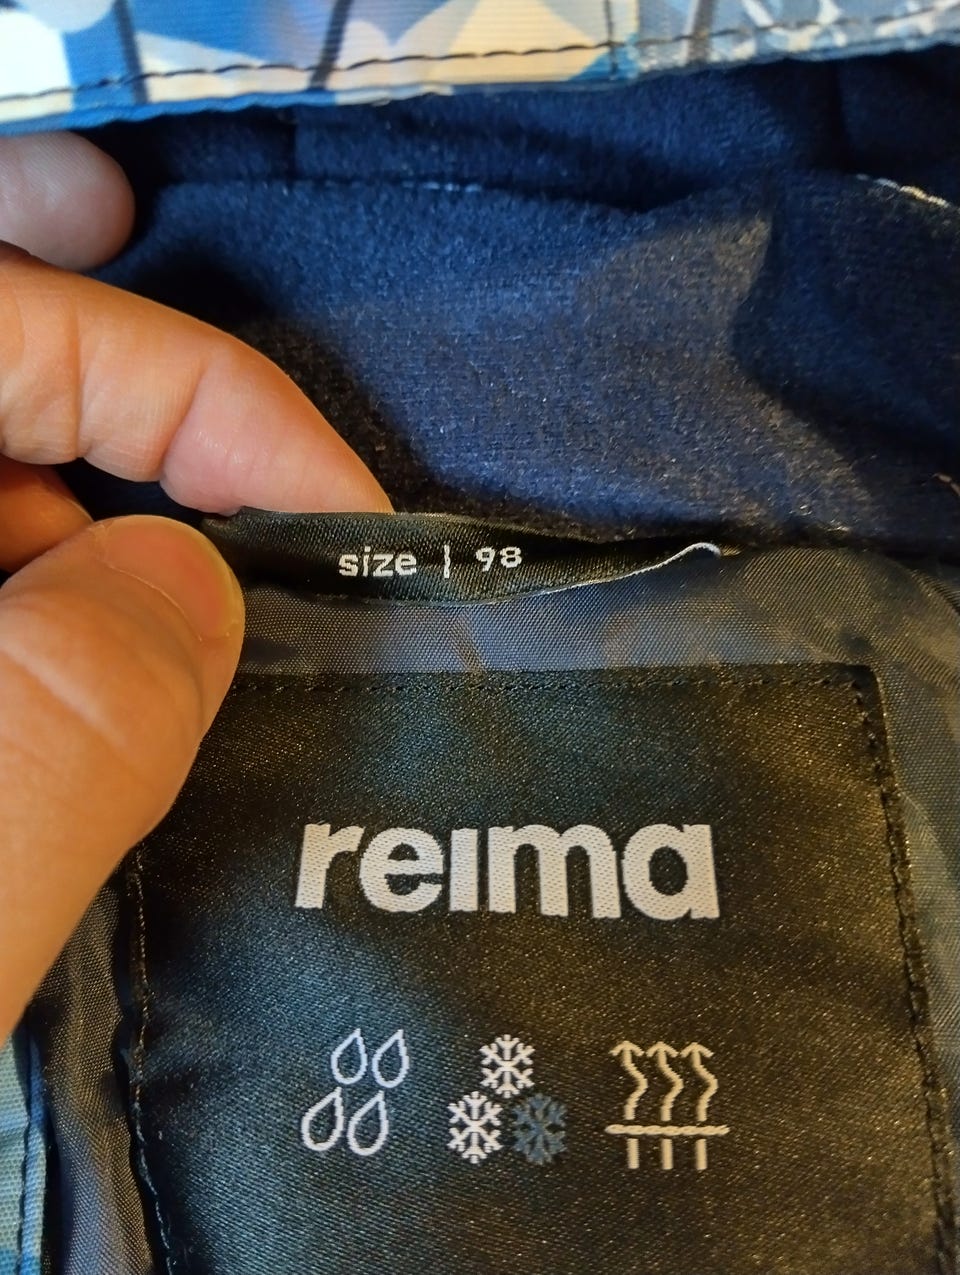 size | 98
reima